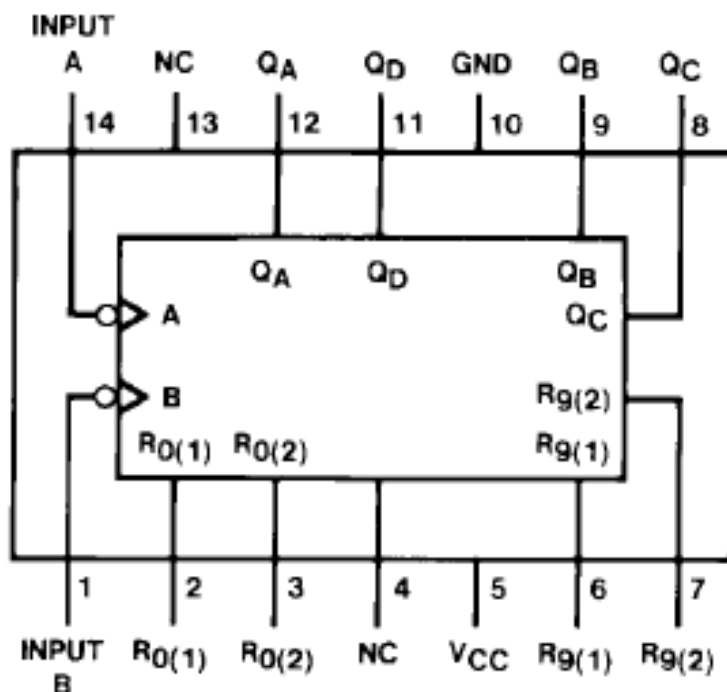 INPUT
A NC QA QD GND QB QC
14 13 12 11 10 9 8
QA QD QB
A QC
B R9(2)
R0(1) R0(2) R9(1)
1 2 3 4 5 6 7
INPUT R0(1) R0(2) NC VCC R9(1) R9(2)
B